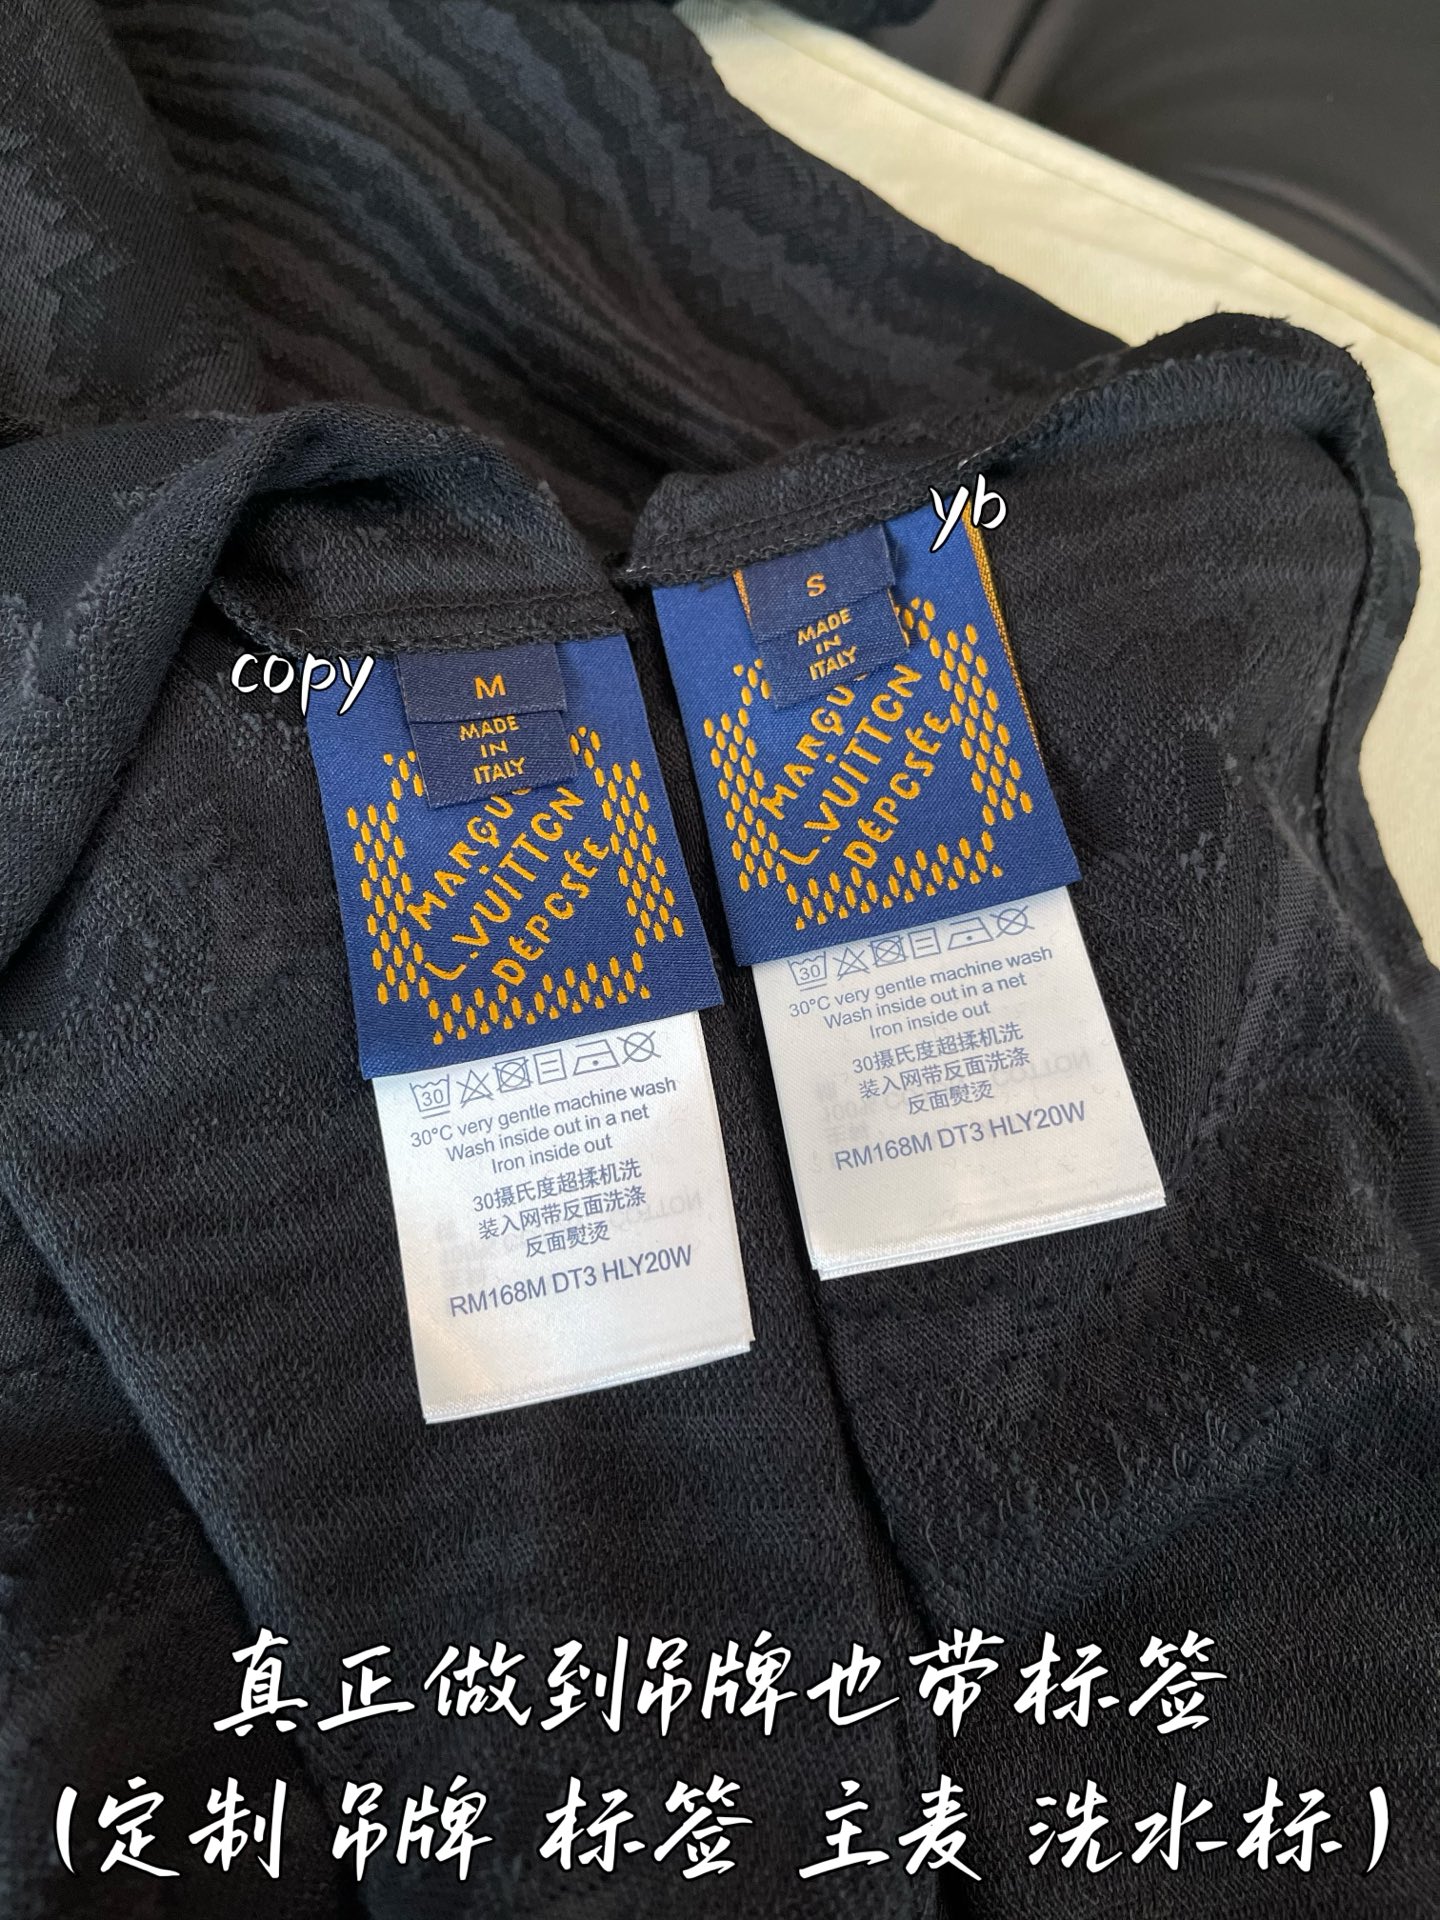 copy
M
MADE
IN
ITALY
MARQU
L.VUITTON
DÉPOSÉE
30
30°C very gentle machine wash
Wash inside out in a net
Iron inside out
30摄氏度超揉机洗
装入网带反面洗涤
反面熨烫
RM168M DT3 HLY20W
yb
S
MADE
IN
ITALY
MARQU
L.VUITTON
DÉPOSÉE
30
30°C very gentle machine wash
Wash inside out in a net
Iron inside out
30摄氏度超揉机洗
装入网带反面洗涤
反面熨烫
RM168M DT3 HLY20W
真正做到吊牌也带标签
(定制 吊牌 标签 主麦 洗水标)